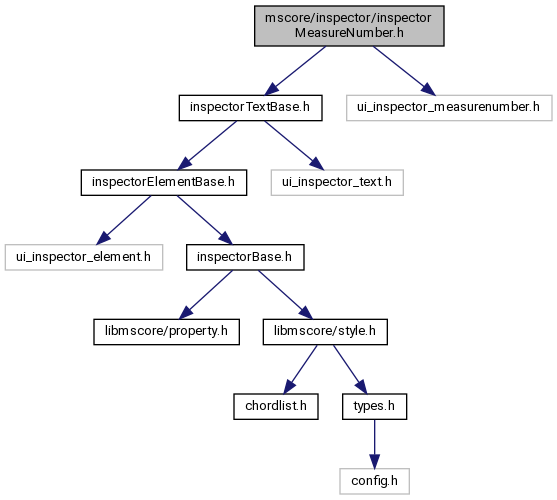 mscore/inspector/inspector
MeasureNumber.h
inspectorTextBase.h
ui_inspector_measurenumber.h
inspectorElementBase.h
ui_inspector_text.h
ui_inspector_element.h
inspectorBase.h
libmscore/property.h
libmscore/style.h
chordlist.h
types.h
config.h